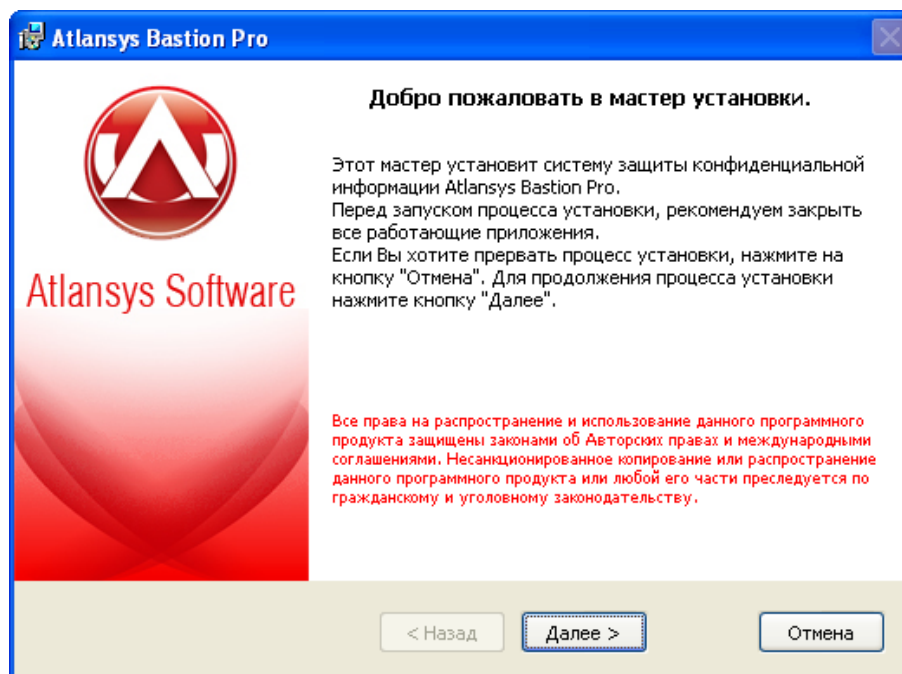 Atlansys Bastion Pro
Добро пожаловать в мастер установки.
Этот мастер установит систему защиты конфиденциальной
информации Atlansys Bastion Pro.
Перед запуском процесса установки, рекомендуем закрыть
все работающие приложения.
Если Вы хотите прервать процесс установки, нажмите на
кнопку "Отмена". Для продолжения процесса установки
нажмите кнопку "Далее".
Atlansys Software
Все права на распространение и использование данного программного
продукта защищены законами об Авторских правах и международными
соглашениями. Несанкционированное копирование или распространение
данного программного продукта или любой его части преследуется по
гражданскому и уголовному законодательству.
< Назад
Далее >
Отмена